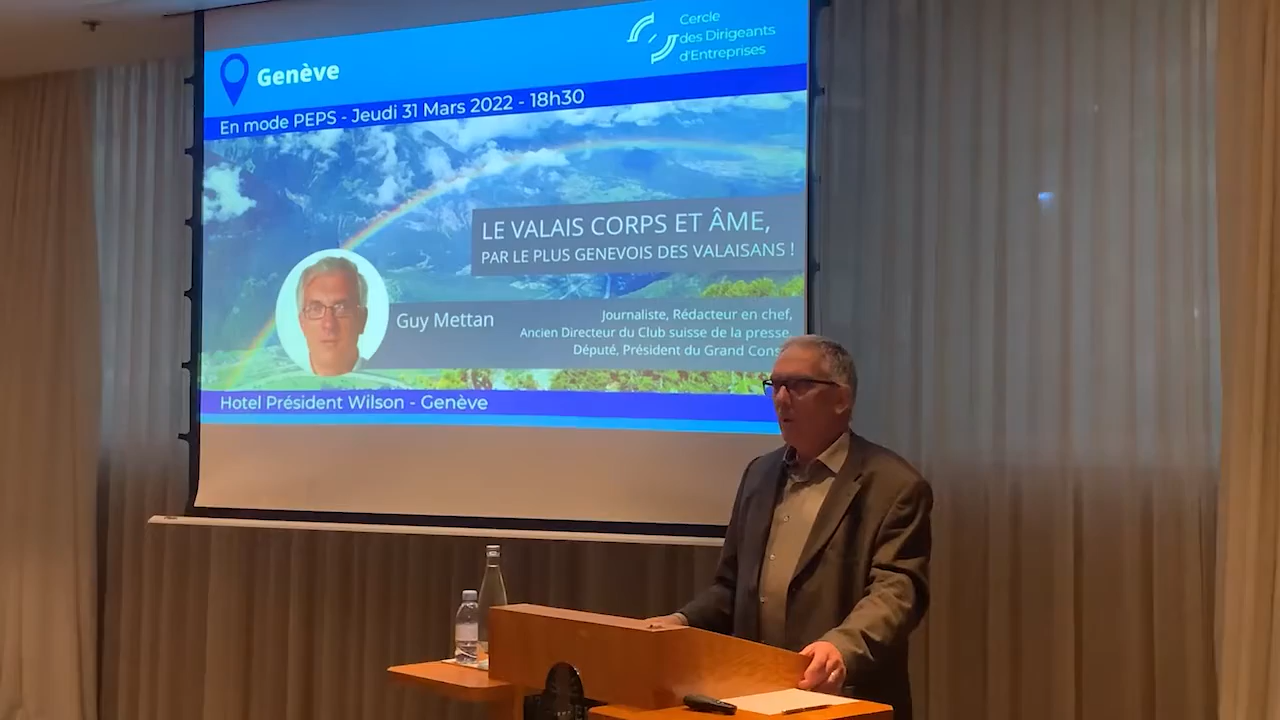 Cercle
des Dirigeants
d'Entreprises
Genève
En mode PEPS - Jeudi 31 Mars 2022 - 18h30
LE VALAIS CORPS ET ÂME,
PAR LE PLUS GENEVOIS DES VALAISANS !
Guy Mettan
Journaliste, Rédacteur en chef,
Ancien Directeur du Club suisse de la presse,
Député, Président du Grand
Hotel Président Wilson - Genève